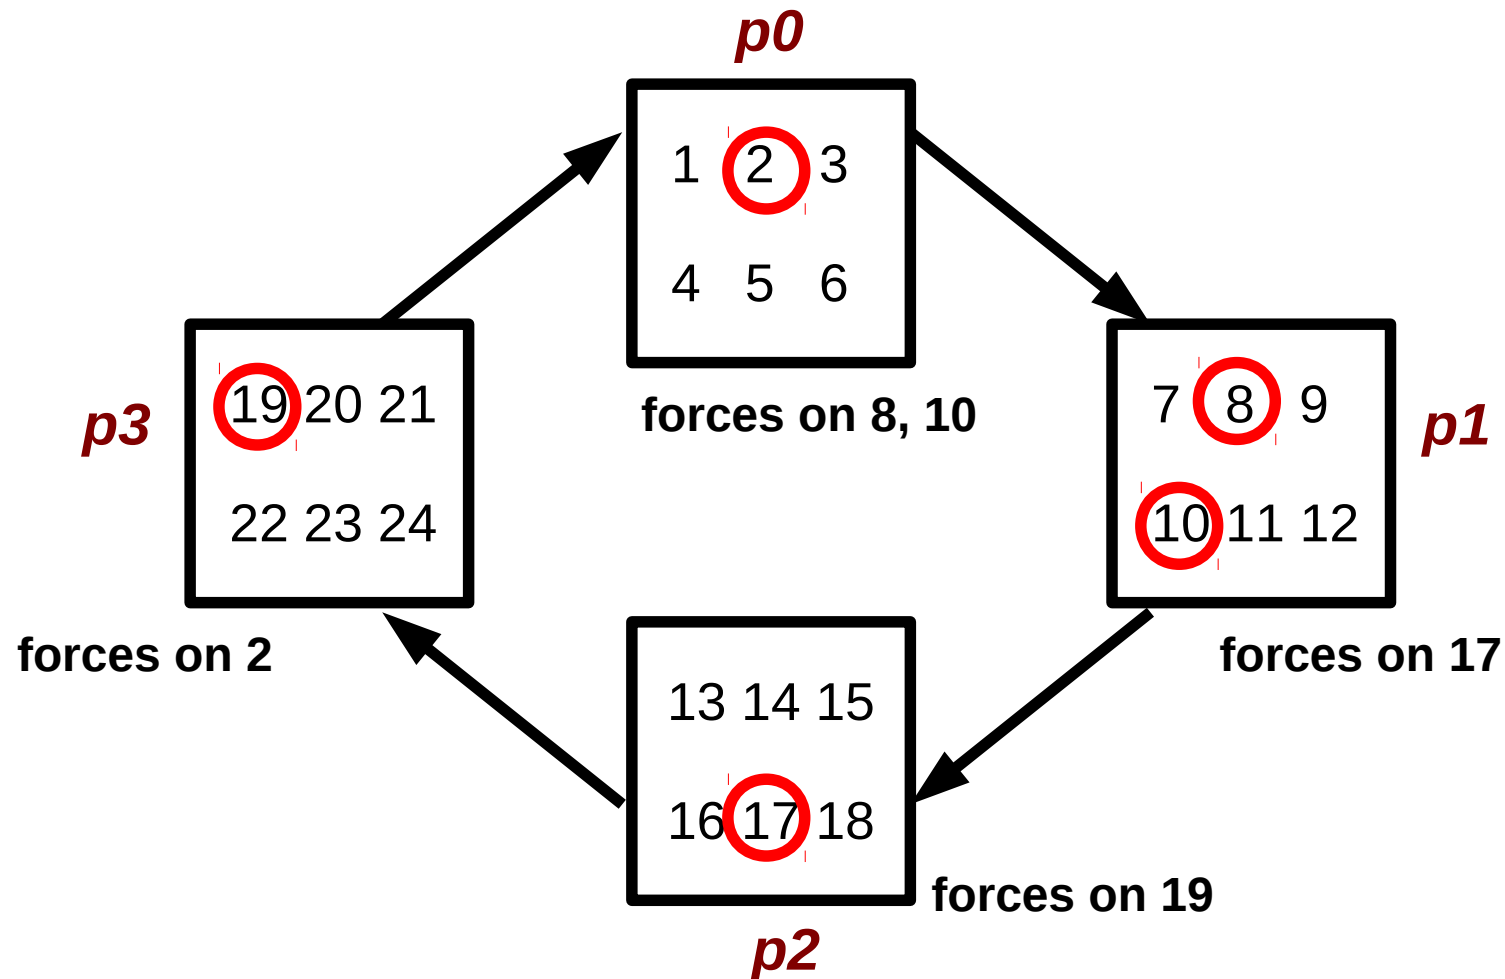 p0
1 2 3
4 5 6
forces on 8, 10
p3
19 20 21
22 23 24
forces on 2
7 8 9
10 11 12
p1
forces on 17
13 14 15
16 17 18
forces on 19
p2